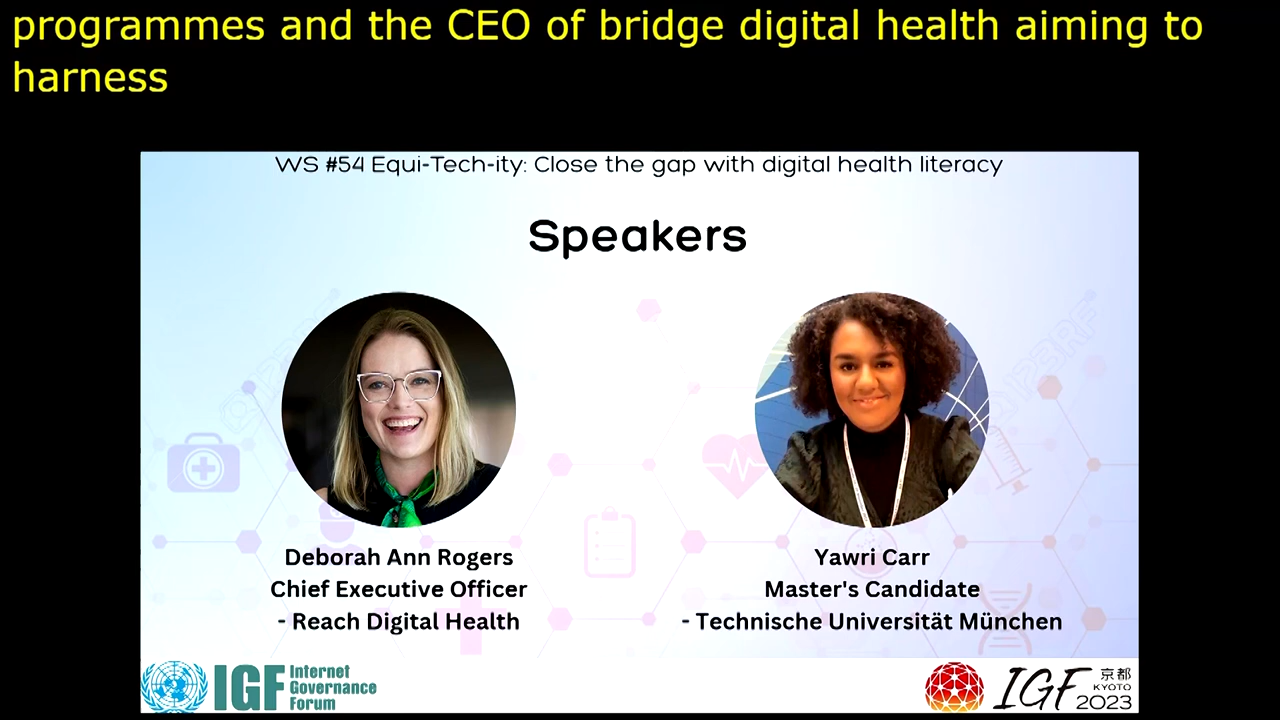 programmes and the CEO of bridge digital health aiming to
harness
WS #54 Equi-Tech-ity: Close the gap with digital health literacy
Speakers
Deborah Ann Rogers
Chief Executive Officer
- Reach Digital Health
Yawri Carr
Master's Candidate
- Technische Universität München
IGF Internet
Governance
Forum
IGF 京都
KYOTO
2023